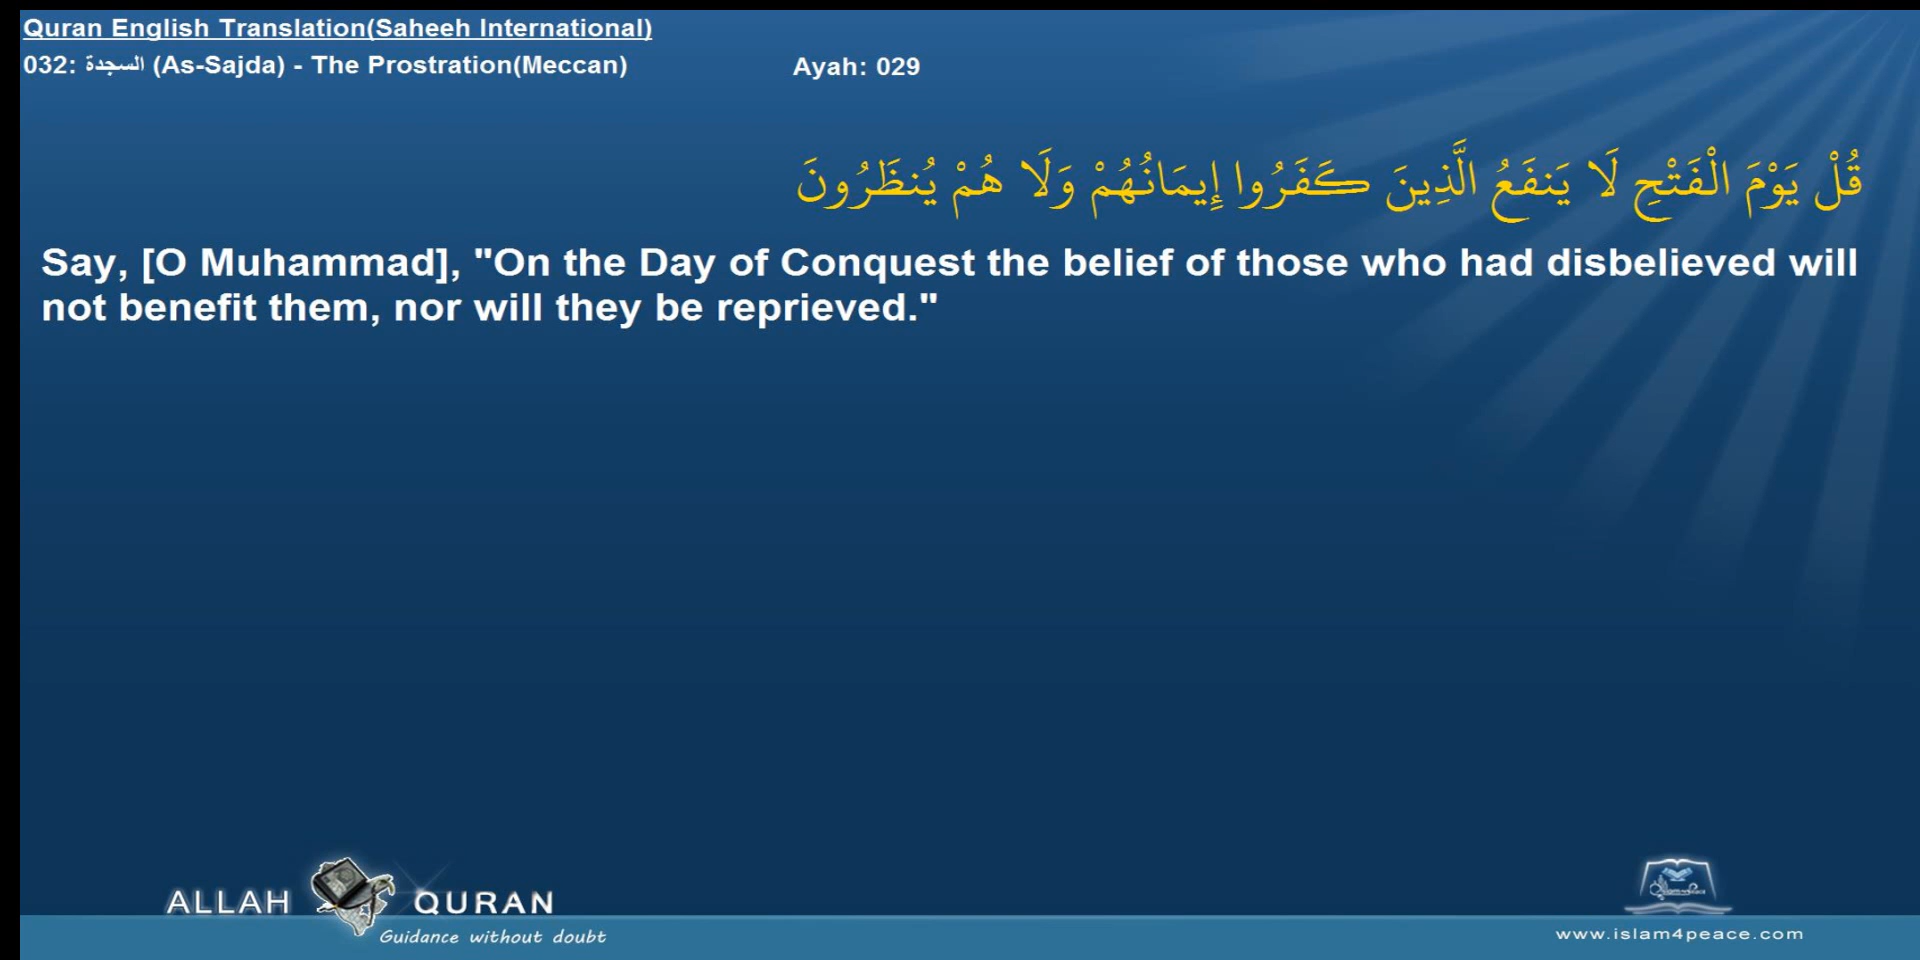 Quran English Translation(Saheeh International)
032: السجدة (As-Sajda) - The Prostration(Meccan) Ayah: 029
قُلْ يَوْمَ الْفَتْحِ لَا يَنفَعُ الَّذِينَ كَفَرُوا إِيمَانُهُمْ وَلَا هُمْ يُنظَرُونَ
Say, [O Muhammad], "On the Day of Conquest the belief of those who had disbelieved will
not benefit them, nor will they be reprieved."
ALLAH QURAN
Guidance without doubt
www.islam4peace.com